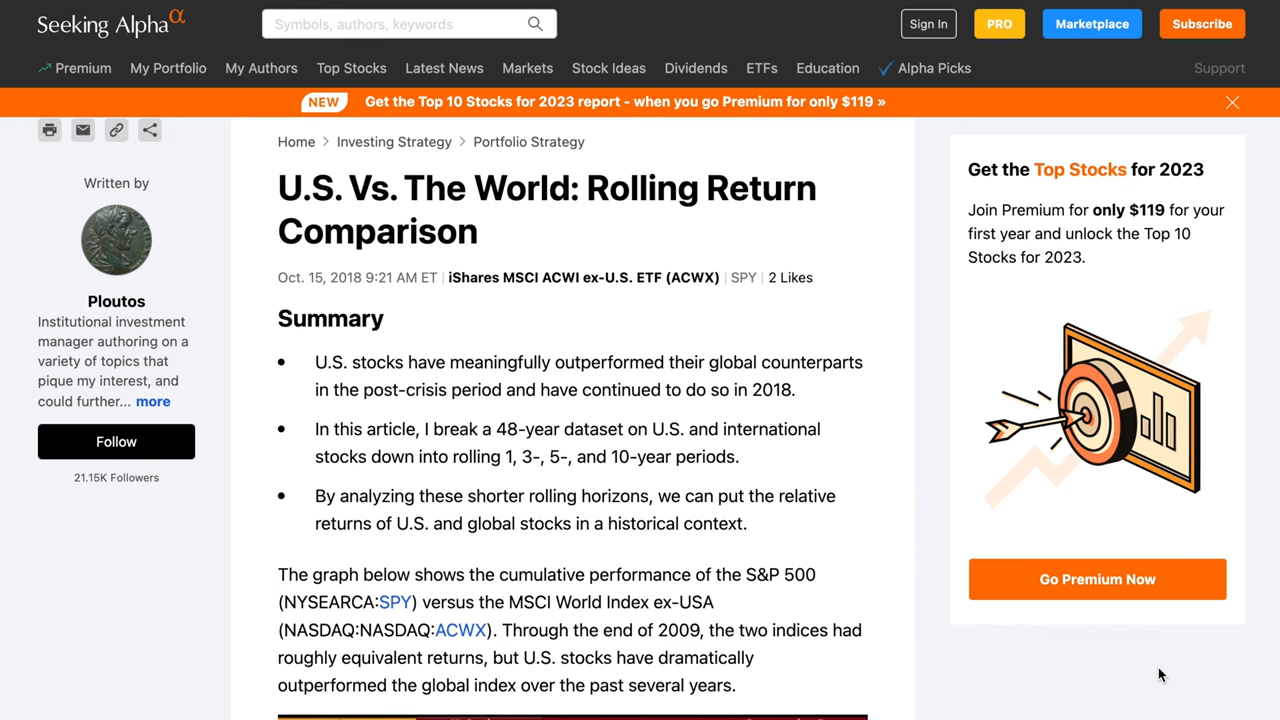 Seeking Alpha α
Symbols, authors, keywords
Sign In
PRO
Marketplace
Subscribe
Premium
My Portfolio
My Authors
Top Stocks
Latest News
Markets
Stock Ideas
Dividends
ETFs
Education
Alpha Picks
Support
NEW
Get the Top 10 Stocks for 2023 report - when you go Premium for only $119 »
Written by
Ploutos
Institutional investment
manager authoring on a
variety of topics that
pique my interest, and
could further... more
Follow
21.15K Followers
Home > Investing Strategy > Portfolio Strategy
U.S. Vs. The World: Rolling Return
Comparison
Oct. 15, 2018 9:21 AM ET | iShares MSCI ACWI ex-U.S. ETF (ACWX) | SPY | 2 Likes
Summary
• U.S. stocks have meaningfully outperformed their global counterparts
in the post-crisis period and have continued to do so in 2018.
• In this article, I break a 48-year dataset on U.S. and international
stocks down into rolling 1, 3-, 5-, and 10-year periods.
• By analyzing these shorter rolling horizons, we can put the relative
returns of U.S. and global stocks in a historical context.
The graph below shows the cumulative performance of the S&P 500
(NYSEARCA:SPY) versus the MSCI World Index ex-USA
(NASDAQ:NASDAQ:ACWX). Through the end of 2009, the two indices had
roughly equivalent returns, but U.S. stocks have dramatically
outperformed the global index over the past several years.
Get the Top Stocks for 2023
Join Premium for only $119 for your
first year and unlock the Top 10
Stocks for 2023.
Go Premium Now